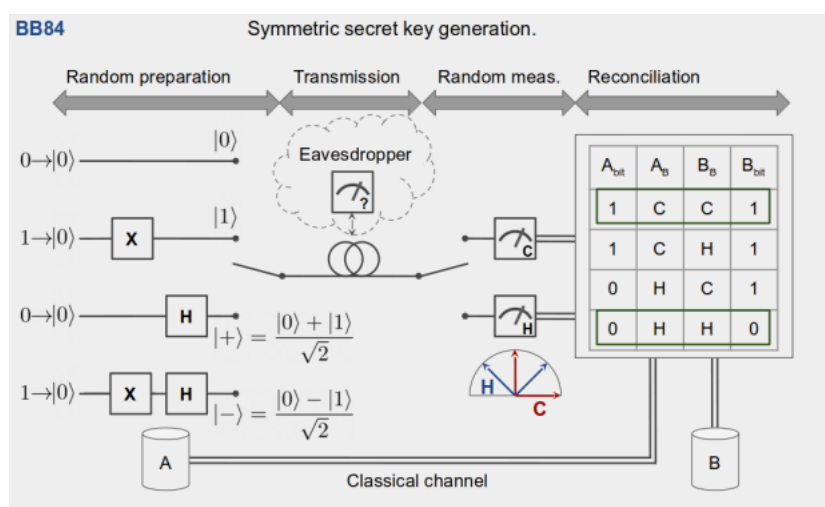 BB84
Symmetric secret key generation.
Random preparation
Transmission
Random meas.
Reconciliation
0→|0⟩
|0⟩
Eavesdropper
?
1→|0⟩
X
|1⟩
C
0→|0⟩
H
|+⟩ = (|0⟩ + |1⟩)/√2
H
1→|0⟩
X
H
|−⟩ = (|0⟩ − |1⟩)/√2
H
C
A_bit A_B B_B B_bit
1 C C 1
1 C H 1
0 H C 1
0 H H 0
A
Classical channel
B